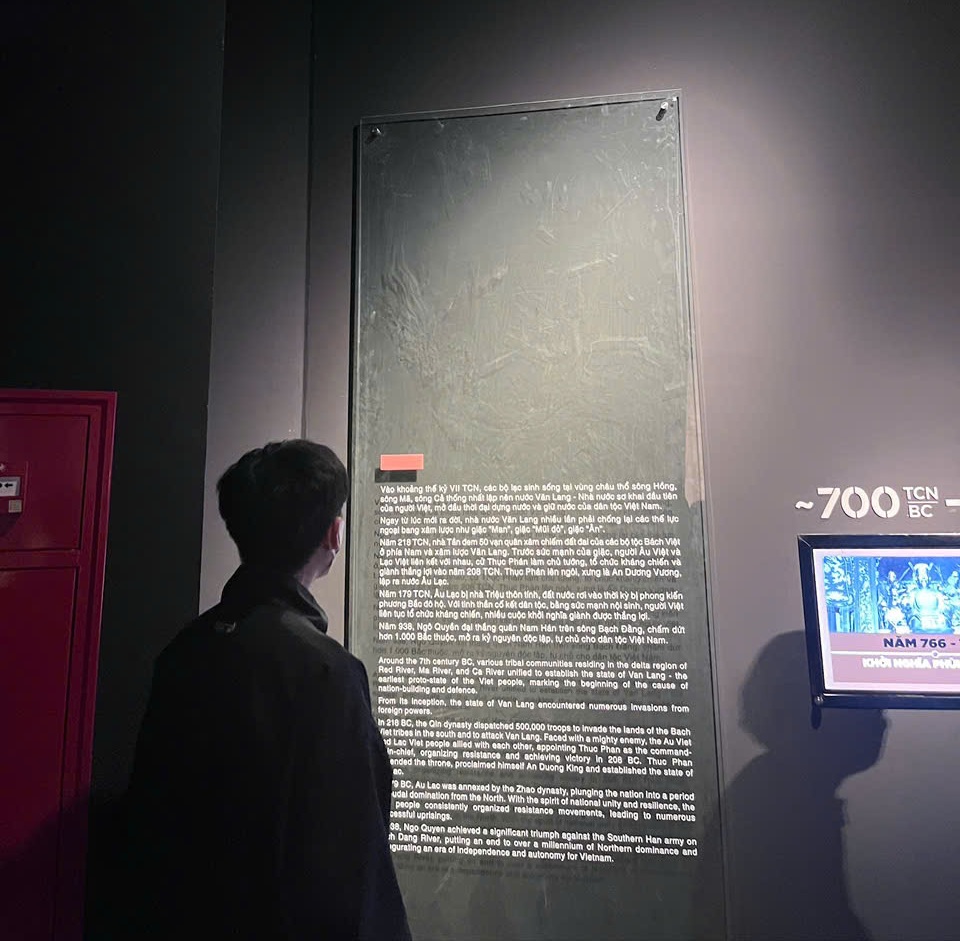 Vào khoảng thế kỷ VII TCN, các bộ lạc sinh sống tại vùng châu thổ sông Hồng,
sông Mã, sông Cả thống nhất lập nên nước Văn Lang - Nhà nước sơ khai đầu tiên
của người Việt, mở đầu thời đại dựng nước và giữ nước của dân tộc Việt Nam.
Ngay từ lúc mới ra đời, nhà nước Văn Lang nhiều lần phải chống lại các thế lực
ngoại bang xâm lược như giặc "Man", giặc "Mũi đỏ", giặc "Ân".
Năm 218 TCN, nhà Tần đem 50 vạn quân xâm chiếm đất đai của các bộ tộc Bách Việt
ở phía Nam và xâm lược Văn Lang. Trước sức mạnh của giặc, người Âu Việt và
Lạc Việt liên kết với nhau, cử Thục Phán làm chủ tướng, tổ chức kháng chiến và
giành thắng lợi vào năm 208 TCN. Thục Phán lên ngôi, xưng là An Dương Vương,
lập ra nước Âu Lạc.
Năm 179 TCN, Âu Lạc bị nhà Triệu thôn tính, đất nước rơi vào thời kỳ bị phong kiến
phương Bắc đô hộ. Với tinh thần cố kết dân tộc, bằng sức mạnh nội sinh, người Việt
liên tục tổ chức kháng chiến, nhiều cuộc khởi nghĩa giành được thắng lợi.
Năm 938, Ngô Quyền đại thắng quân Nam Hán trên sông Bạch Đằng, chấm dứt
hơn 1.000 Bắc thuộc, mở ra kỷ nguyên độc lập, tự chủ cho dân tộc Việt Nam.
Around the 7th century BC, various tribal communities residing in the delta region of
Red River, Ma River, and Ca River unified to establish the state of Van Lang - the
earliest proto-state of the Viet people, marking the beginning of the cause of
nation-building and defence.
From its inception, the state of Van Lang encountered numerous invasions from
foreign powers.
In 218 BC, the Qin dynasty dispatched 500,000 troops to invade the lands of the Bach
Viet tribes in the south and to attack Van Lang. Faced with a mighty enemy, the Au Viet
Lac Viet people allied with each other, appointing Thuc Phan as the command-
in-chief, organizing resistance and achieving victory in 208 BC. Thuc Phan
ended the throne, proclaimed himself An Duong King and established the state of
ac.
79 BC, Au Lac was annexed by the Zhao dynasty, plunging the nation into a period
udal domination from the North. With the spirit of national unity and resilience, the
people consistently organized resistance movements, leading to numerous
cessful uprisings.
38, Ngo Quyen achieved a significant triumph against the Southern Han army on
ch Dang River, putting an end to over a millennium of Northern dominance and
gurating an era of independence and autonomy for Vietnam.
~700 TCN
BC
NĂM 766 -
KHỞI NGHĨA PHÙN